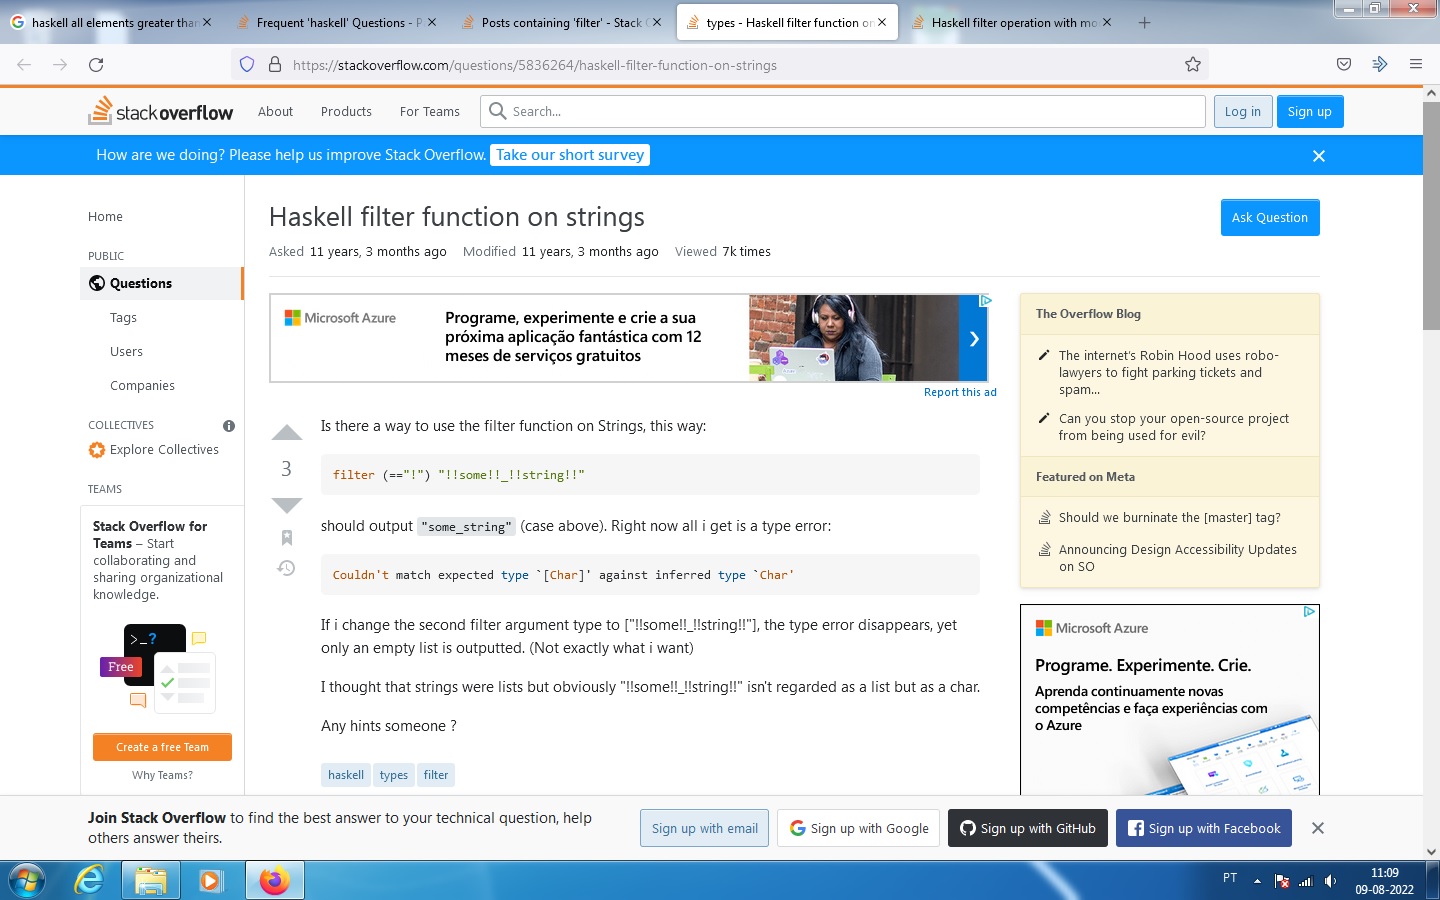 haskell all elements greater than
Frequent 'haskell' Questions - P
Posts containing 'filter' - Stack O
types - Haskell filter function on
Haskell filter operation with mo
https://stackoverflow.com/questions/5836264/haskell-filter-function-on-strings
stackoverflow
About
Products
For Teams
Search...
Log in
Sign up
How are we doing? Please help us improve Stack Overflow. Take our short survey
Home
PUBLIC
Questions
Tags
Users
Companies
COLLECTIVES
Explore Collectives
TEAMS
Stack Overflow for
Teams – Start
collaborating and
sharing organizational
knowledge.
>_?
Free
Create a free Team
Why Teams?
Haskell filter function on strings
Ask Question
Asked 11 years, 3 months ago Modified 11 years, 3 months ago Viewed 7k times
Microsoft Azure
Programe, experimente e crie a sua
próxima aplicação fantástica com 12
meses de serviços gratuitos
Report this ad
3
Is there a way to use the filter function on Strings, this way:
filter (=="!") "!!some!!_!!string!!"
should output "some_string" (case above). Right now all i get is a type error:
Couldn't match expected type `[Char]' against inferred type `Char'
If i change the second filter argument type to ["!!some!!_!!string!!"], the type error disappears, yet
only an empty list is outputted. (Not exactly what i want)
I thought that strings were lists but obviously "!!some!!_!!string!!" isn't regarded as a list but as a char.
Any hints someone ?
haskell types filter
The Overflow Blog
The internet's Robin Hood uses robo-
lawyers to fight parking tickets and
spam...
Can you stop your open-source project
from being used for evil?
Featured on Meta
Should we burninate the [master] tag?
Announcing Design Accessibility Updates
on SO
Microsoft Azure
Programe. Experimente. Crie.
Aprenda continuamente novas
competências e faça experiências com
o Azure
Join Stack Overflow to find the best answer to your technical question, help
others answer theirs.
Sign up with email
Sign up with Google
Sign up with GitHub
Sign up with Facebook
PT
11:09
09-08-2022